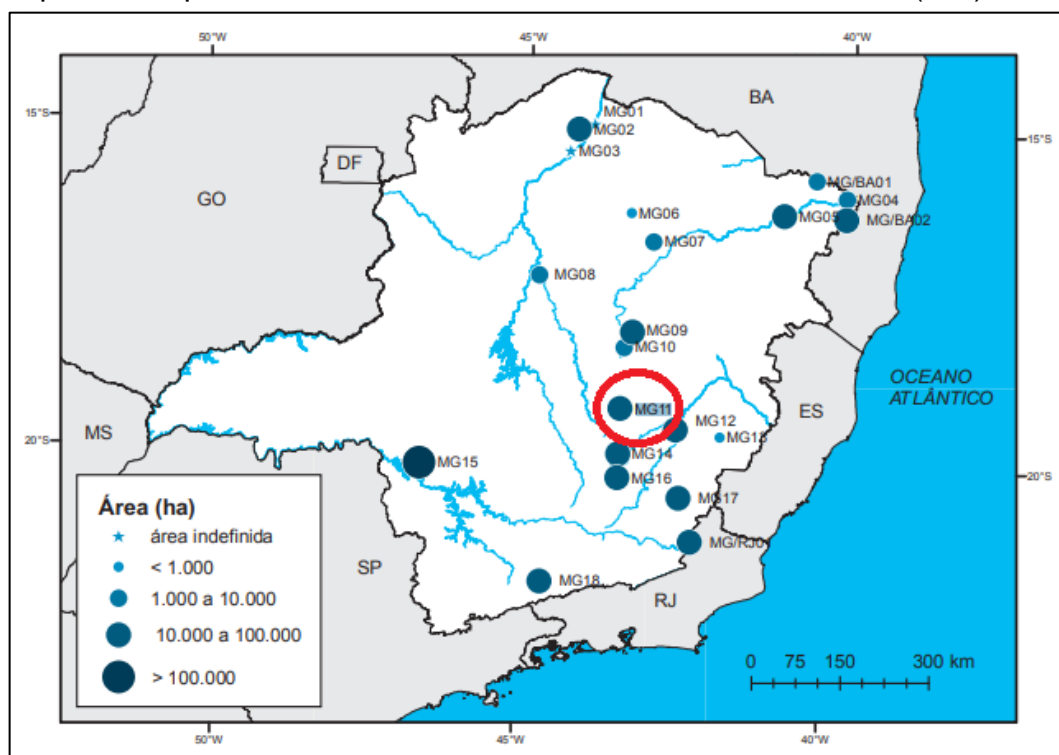 50°W 45°W 40°W
15°S
BA
MG01
MG02
MG03
DF
GO
MG/BA01
MG04
MG05
MG/BA02
MG06
MG07
MG08
MG09
MG10
OCEANO
ATLÂNTICO
MG11
ES
MG12
MG13
MS
20°S
MG14
MG15
MG16
20°S
MG17
Área (ha)
área indefinida
< 1.000
1.000 a 10.000
10.000 a 100.000
> 100.000
SP
MG/RJ0
MG18
RJ
0 75 150 300 km
50°W 45°W 40°W